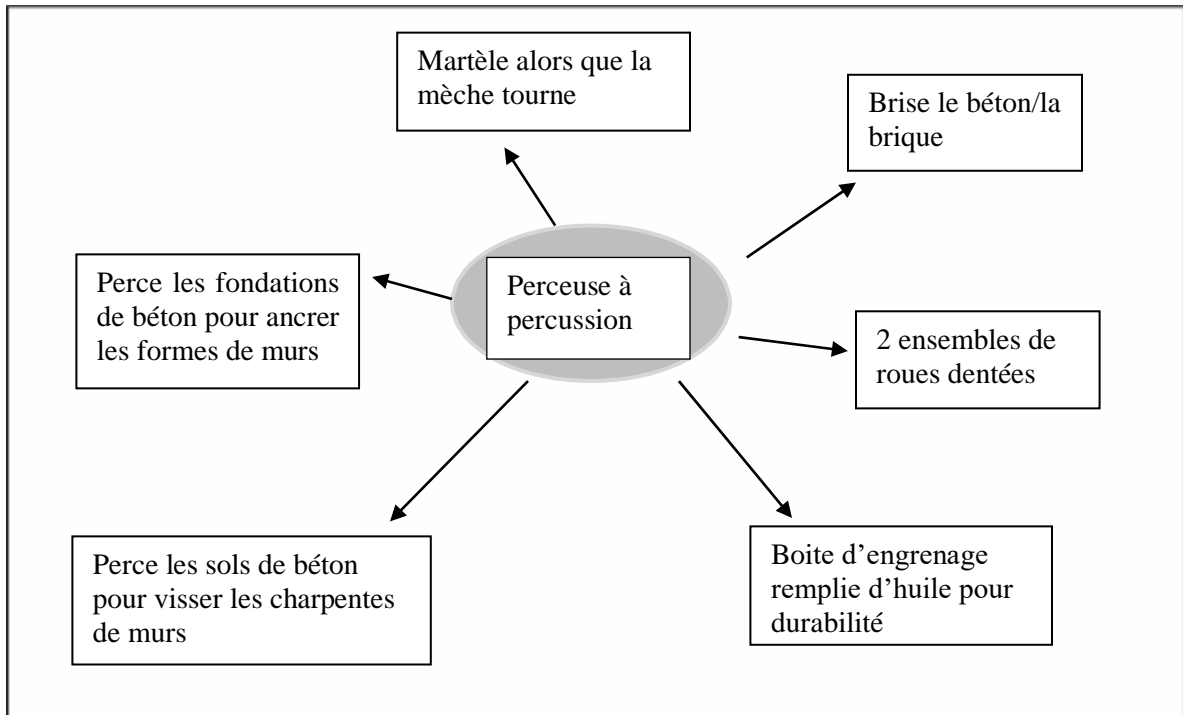 Martèle alors que la
mèche tourne
Brise le béton/la
brique
Perce les fondations
de béton pour ancrer
les formes de murs
Perceuse à
percussion
2 ensembles de
roues dentées
Perce les sols de béton
pour visser les charpentes
de murs
Boite d’engrenage
remplie d’huile pour
durabilité